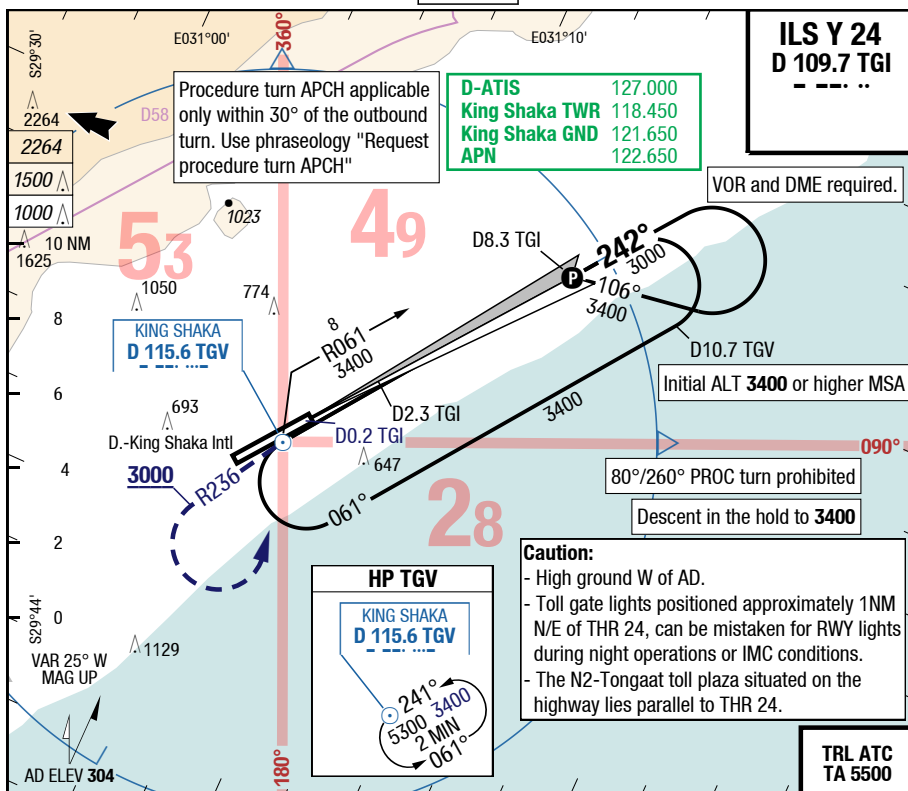 ILS Y 24
D 109.7 TGI
E031°00'
E031°10'
S29°30'
360°
Procedure turn APCH applicable
only within 30° of the outbound
turn. Use phraseology "Request
procedure turn APCH"
D-ATIS 127.000
King Shaka TWR 118.450
King Shaka GND 121.650
APN 122.650
2264
D58
2264
1500
1000
10 NM
1625
1023
53
49
VOR and DME required.
D8.3 TGI
P
242°
3000
106°
3400
1050
774
8
R061
3400
8
KING SHAKA
D 115.6 TGV
D10.7 TGV
Initial ALT 3400 or higher MSA
6
693
D2.3 TGI
3400
D.-King Shaka Intl
D0.2 TGI
090°
4
647
3000
R236
061°
28
80°/260° PROC turn prohibited
Descent in the hold to 3400
2
Caution:
- High ground W of AD.
- Toll gate lights positioned approximately 1NM
N/E of THR 24, can be mistaken for RWY lights
during night operations or IMC conditions.
- The N2-Tongaat toll plaza situated on the
highway lies parallel to THR 24.
HP TGV
KING SHAKA
D 115.6 TGV
241°
5300 3400
2 MIN
061°
0
S29°44'
1129
VAR 25° W
MAG UP
AD ELEV 304
180°
TRL ATC
TA 5500